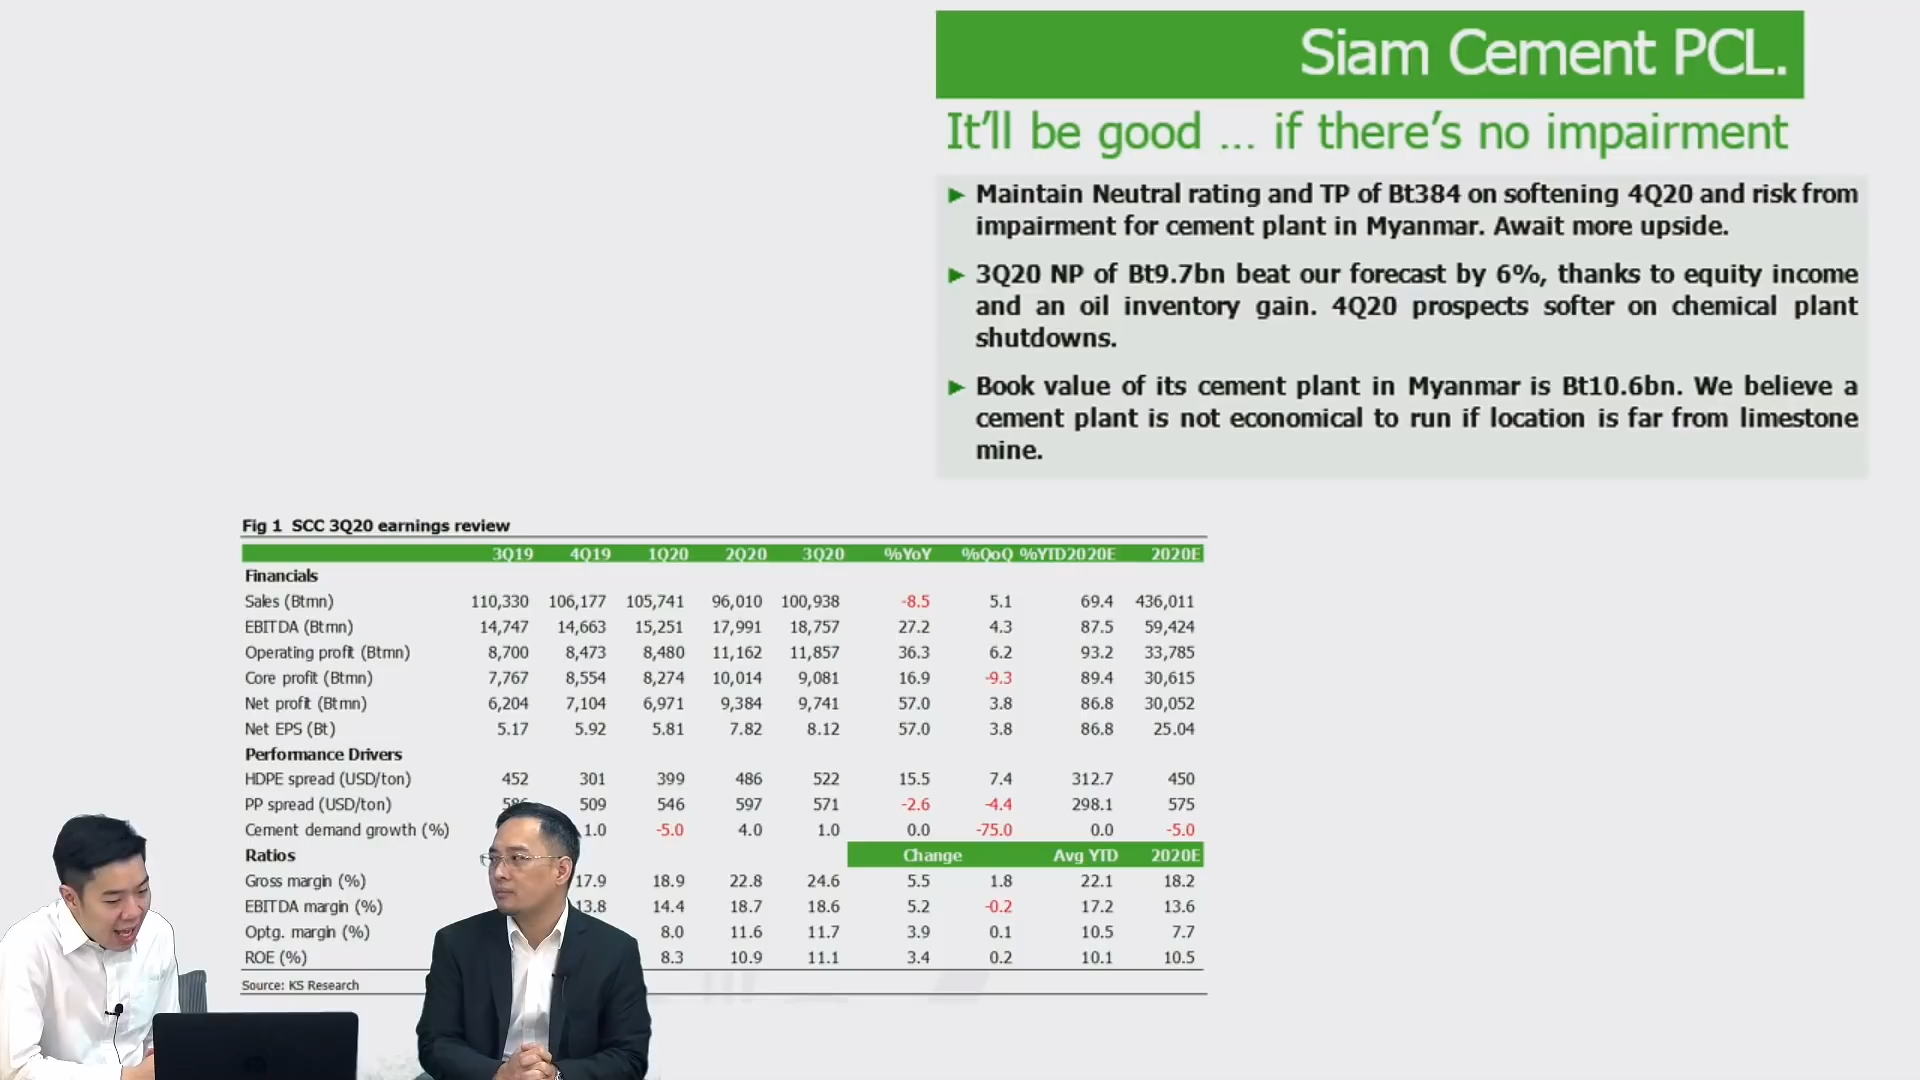 Siam Cement PCL.
It'll be good ... if there's no impairment
► Maintain Neutral rating and TP of Bt384 on softening 4Q20 and risk from
impairment for cement plant in Myanmar. Await more upside.
► 3Q20 NP of Bt9.7bn beat our forecast by 6%, thanks to equity income
and an oil inventory gain. 4Q20 prospects softer on chemical plant
shutdowns.
► Book value of its cement plant in Myanmar is Bt10.6bn. We believe a
cement plant is not economical to run if location is far from limestone
mine.
Fig 1 SCC 3Q20 earnings review
3Q19 4Q19 1Q20 2Q20 3Q20 %YoY %QoQ %YTD2020E 2020E
Financials
Sales (Btmn) 110,330 106,177 105,741 96,010 100,938 -8.5 5.1 69.4 436,011
EBITDA (Btmn) 14,747 14,663 15,251 17,991 18,757 27.2 4.3 87.5 59,424
Operating profit (Btmn) 8,700 8,473 8,480 11,162 11,857 36.3 6.2 93.2 33,785
Core profit (Btmn) 7,767 8,554 8,274 10,014 9,081 16.9 -9.3 89.4 30,615
Net profit (Btmn) 6,204 7,104 6,971 9,384 9,741 57.0 3.8 86.8 30,052
Net EPS (Bt) 5.17 5.92 5.81 7.82 8.12 57.0 3.8 86.8 25.04
Performance Drivers
HDPE spread (USD/ton) 452 301 399 486 522 15.5 7.4 312.7 450
PP spread (USD/ton) 509 546 597 571 -2.6 -4.4 298.1 575
Cement demand growth (%) 1.0 -5.0 4.0 1.0 0.0 -75.0 0.0 -5.0
Ratios Change Avg YTD 2020E
Gross margin (%) 17.9 18.9 22.8 24.6 5.5 1.8 22.1 18.2
EBITDA margin (%) 13.8 14.4 18.7 18.6 5.2 -0.2 17.2 13.6
Optg. margin (%) 8.0 11.6 11.7 3.9 0.1 10.5 7.7
ROE (%) 8.3 10.9 11.1 3.4 0.2 10.1 10.5
Source: KS Research